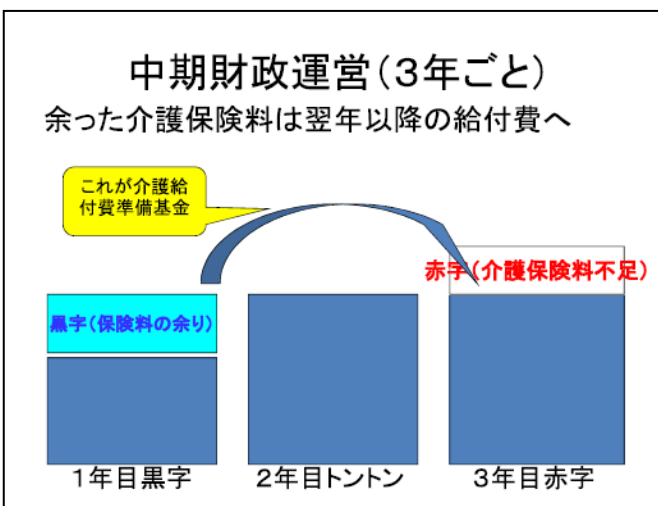 中期財政運営(3年ごと)
余った介護保険料は翌年以降の給付費へ
これが介護給
付費準備基金
赤字(介護保険料不足)
黒字(保険料の余り)
1年目黒字
2年目トントン
3年目赤字